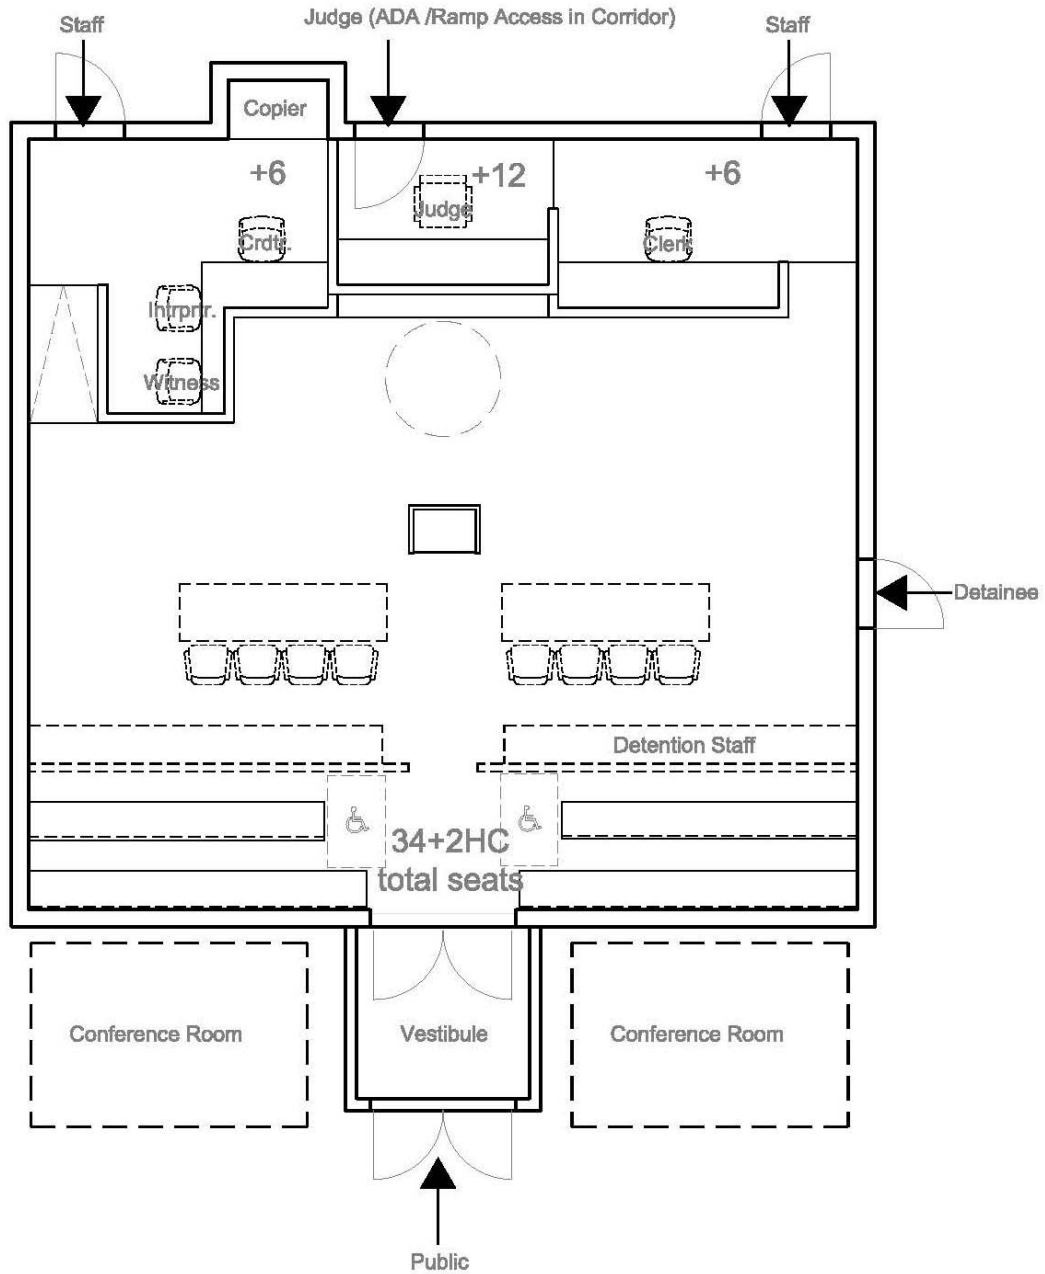 Staff
Judge (ADA /Ramp Access in Corridor)
Staff
Copier
+6
+12
+6
Judge
Crdtr.
Clerk
Intrprtr.
Witness
Detainee
Detention Staff
34+2HC
total seats
Conference Room
Vestibule
Conference Room
Public